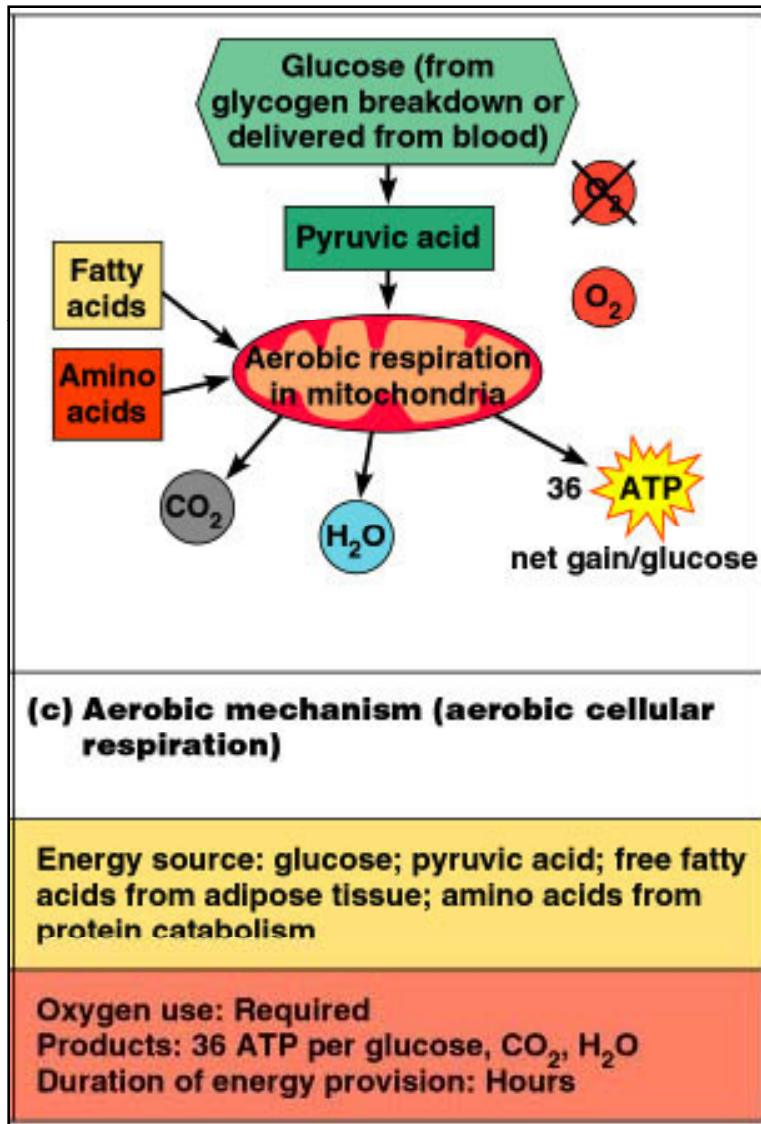 Glucose (from
glycogen breakdown or
delivered from blood)
O₂
Pyruvic acid
Fatty
acids
O₂
Amino
acids
Aerobic respiration
in mitochondria
CO₂
H₂O
36 ATP
net gain/glucose
(c) Aerobic mechanism (aerobic cellular
respiration)
Energy source: glucose; pyruvic acid; free fatty
acids from adipose tissue; amino acids from
protein catabolism
Oxygen use: Required
Products: 36 ATP per glucose, CO₂, H₂O
Duration of energy provision: Hours